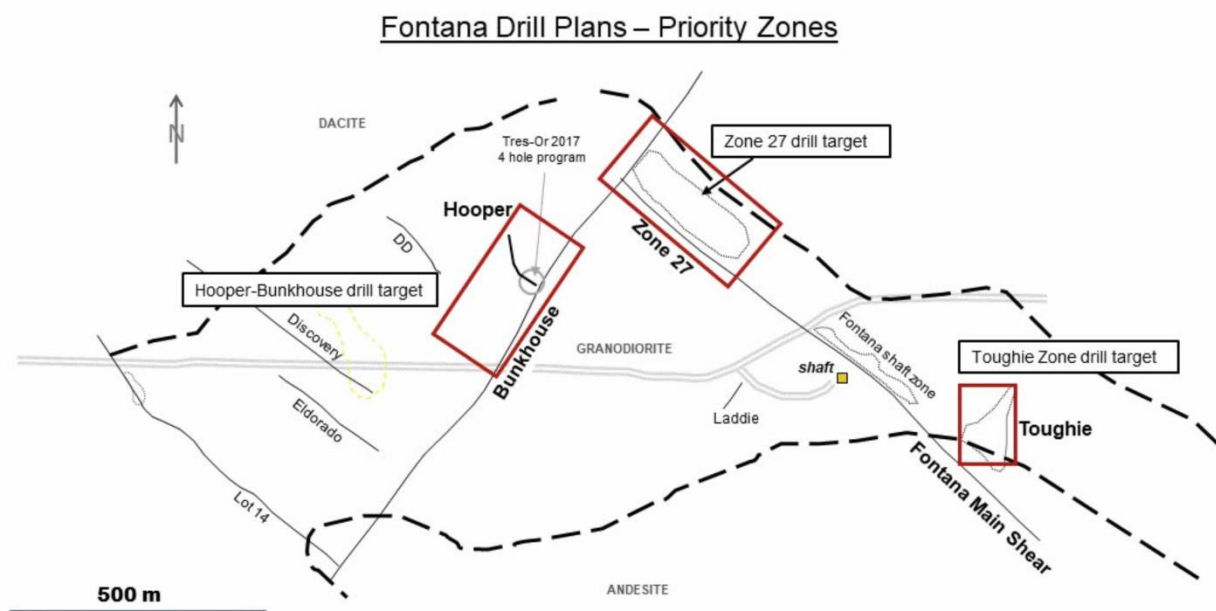 Fontana Drill Plans – Priority Zones
N
DACITE
Tres-Or 2017
4 hole program
Zone 27 drill target
Hooper
DD
Zone 27
Hooper-Bunkhouse drill target
Discovery
Bunkhouse
GRANODIORITE
Fontana shaft zone
shaft
Toughie Zone drill target
Laddie
Eldorado
Toughie
Fontana Main Shear
Lot 14
500 m
ANDESITE